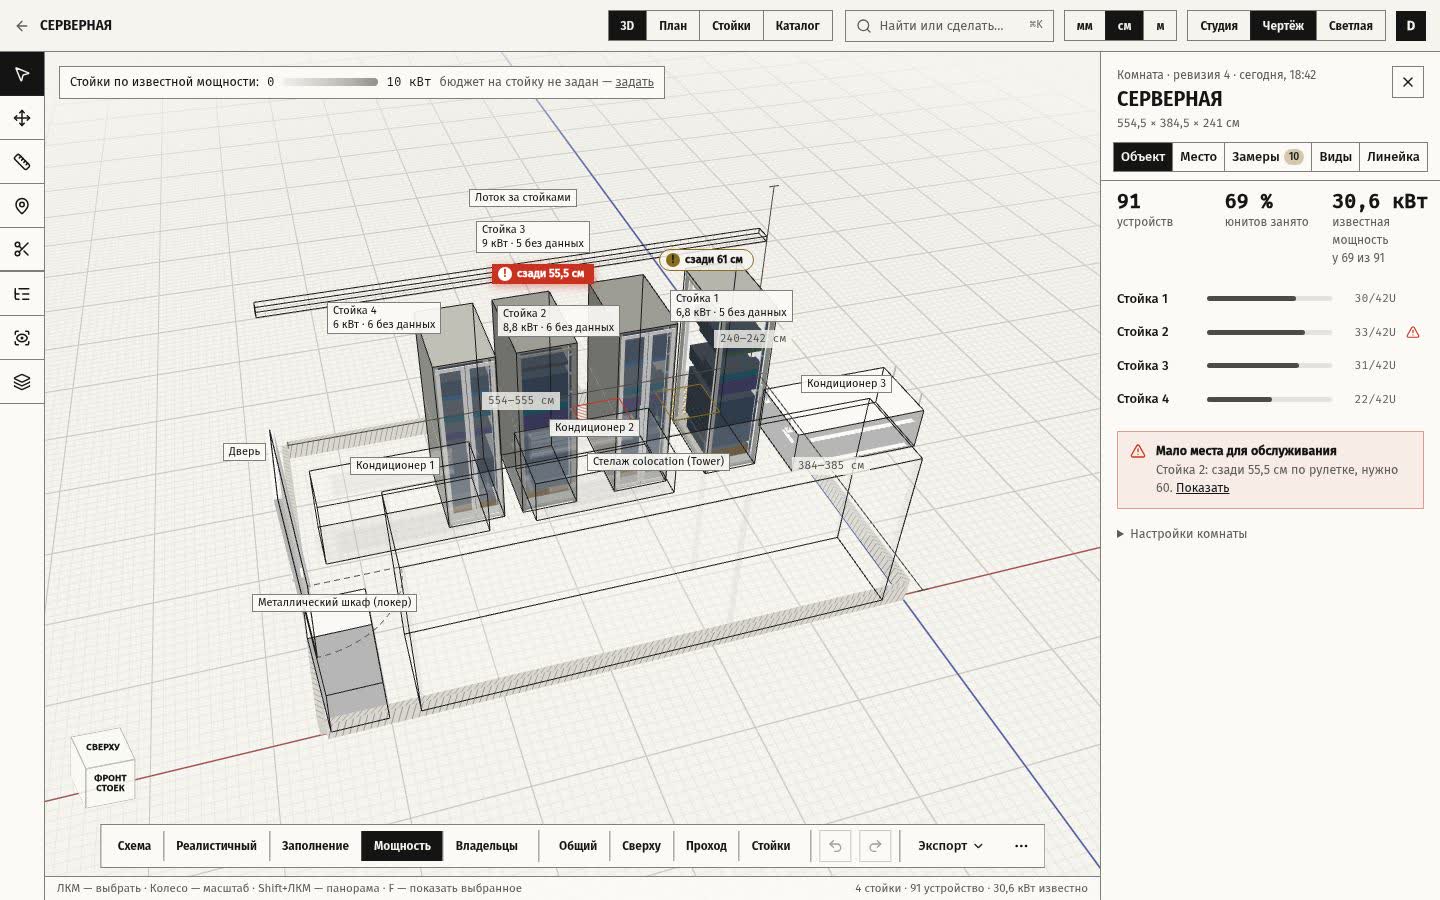 СЕРВЕРНАЯ
3D План Стойки Каталог
Найти или сделать... ⌘K
мм см м
Студия Чертёж Светлая
D
Стойки по известной мощности: 0 10 кВт бюджет на стойку не задан — задать
Лоток за стойками
Стойка 3
9 кВт · 5 без данных
! сзади 55,5 см
! сзади 61 см
Стойка 4
6 кВт · 6 без данных
Стойка 2
8,8 кВт · 6 без данных
Стойка 1
6,8 кВт · 5 без данных
240–242 см
554–555 см
Кондиционер 3
Кондиционер 2
Дверь
Кондиционер 1
Стелаж colocation (Tower)
384–385 см
Металлический шкаф (локер)
СВЕРХУ
ФРОНТ
СТОЕК
Схема Реалистичный Заполнение Мощность Владельцы Общий Сверху Проход Стойки Экспорт ···
ЛКМ — выбрать · Колесо — масштаб · Shift+ЛКМ — панорама · F — показать выбранное
4 стойки · 91 устройство · 30,6 кВт известно
Комната · ревизия 4 · сегодня, 18:42
СЕРВЕРНАЯ
554,5 × 384,5 × 241 см
Объект Место Замеры 10 Виды Линейка
91 69 % 30,6 кВт
устройств юнитов занято известная
мощность
у 69 из 91
Стойка 1 30/42U
Стойка 2 33/42U
Стойка 3 31/42U
Стойка 4 22/42U
Мало места для обслуживания
Стойка 2: сзади 55,5 см по рулетке, нужно
60. Показать
Настройки комнаты